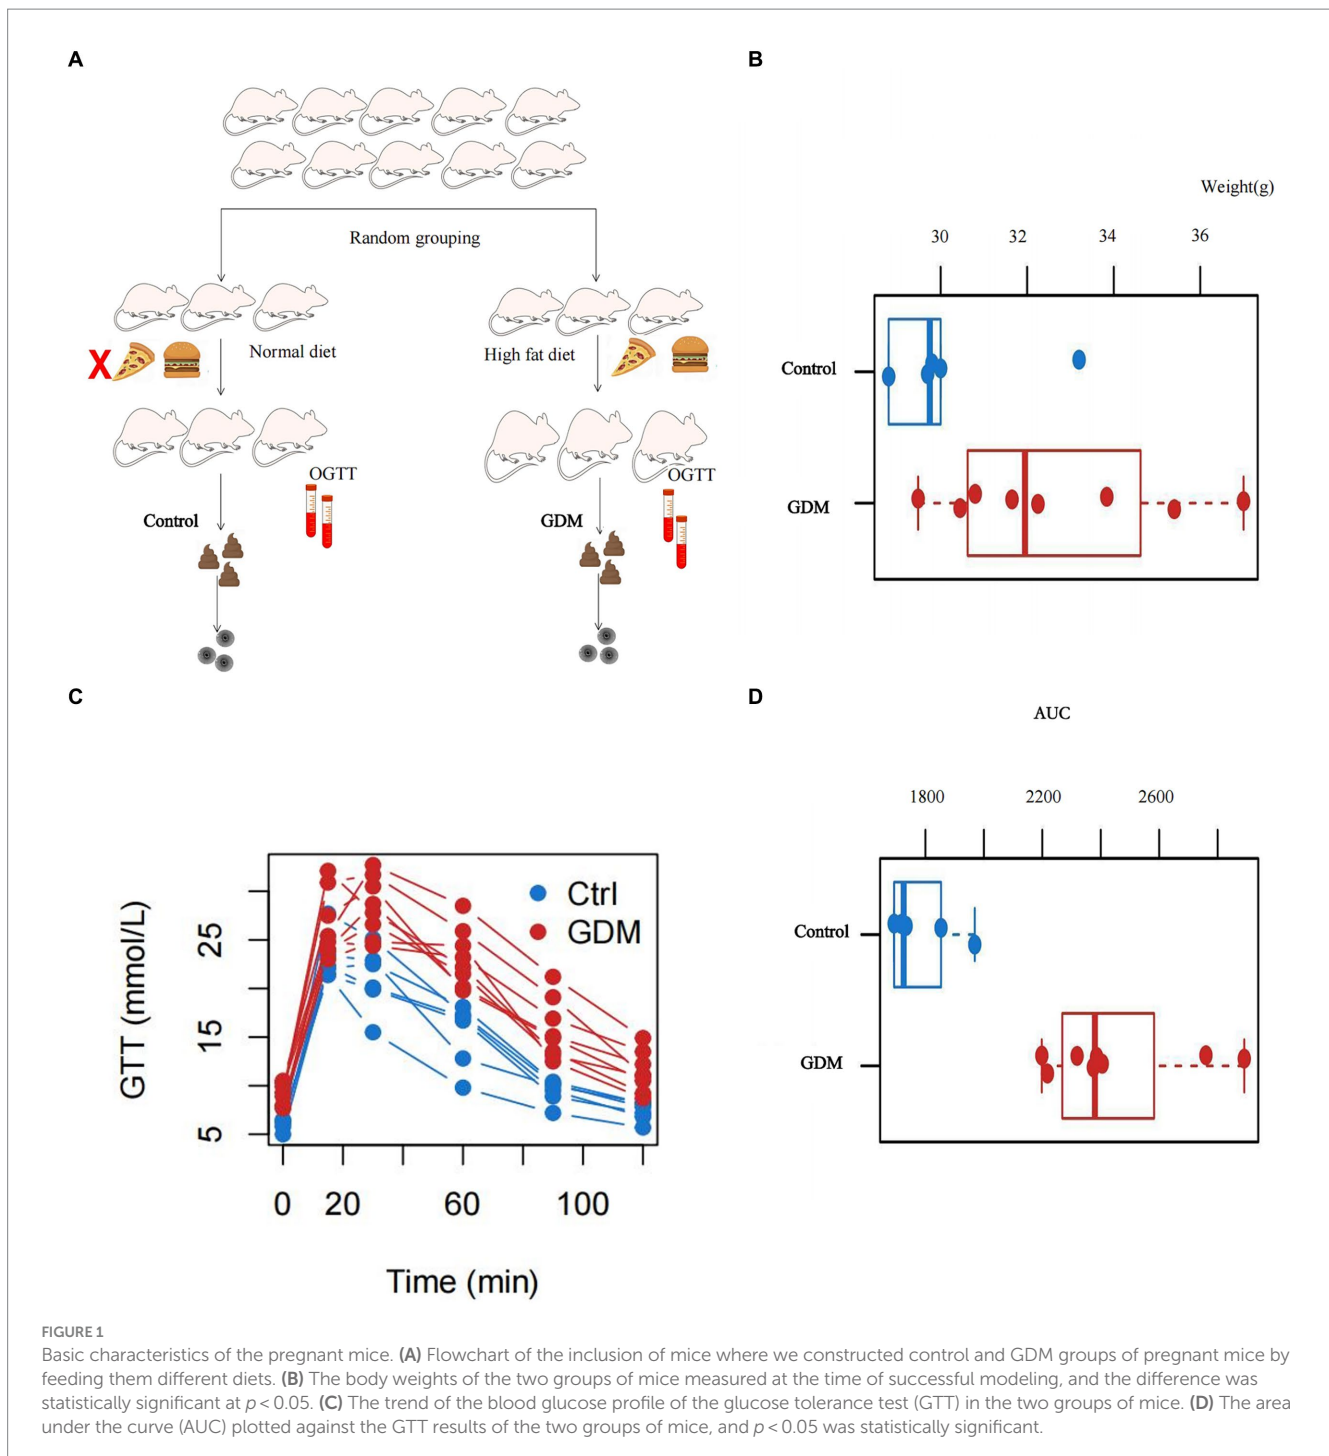 A
Random grouping
X
Normal diet
High fat diet
OGTT
OGTT
Control
GDM
B
Weight(g)
30 32 34 36
Control
GDM
C
GTT (mmol/L)
25
15
5
Ctrl
GDM
0 20 60 100
Time (min)
D
AUC
1800 2200 2600
Control
GDM
FIGURE 1
Basic characteristics of the pregnant mice. (A) Flowchart of the inclusion of mice where we constructed control and GDM groups of pregnant mice by
feeding them different diets. (B) The body weights of the two groups of mice measured at the time of successful modeling, and the difference was
statistically significant at p < 0.05. (C) The trend of the blood glucose profile of the glucose tolerance test (GTT) in the two groups of mice. (D) The area
under the curve (AUC) plotted against the GTT results of the two groups of mice, and p < 0.05 was statistically significant.